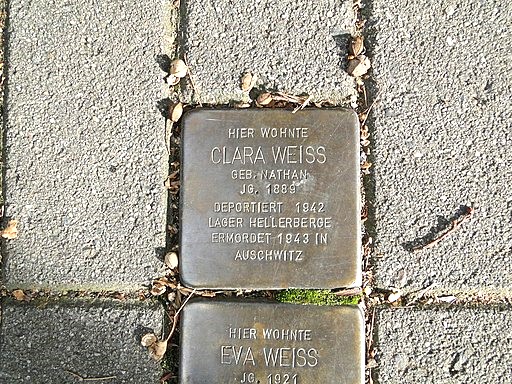 HIER WOHNTE
CLARA WEISS
GEB. NATHAN
JG. 1889
DEPORTIERT 1942
LAGER HELLERBERGE
ERMORDET 1943 IN
AUSCHWITZ
HIER WOHNTE
EVA WEISS
JG. 1921